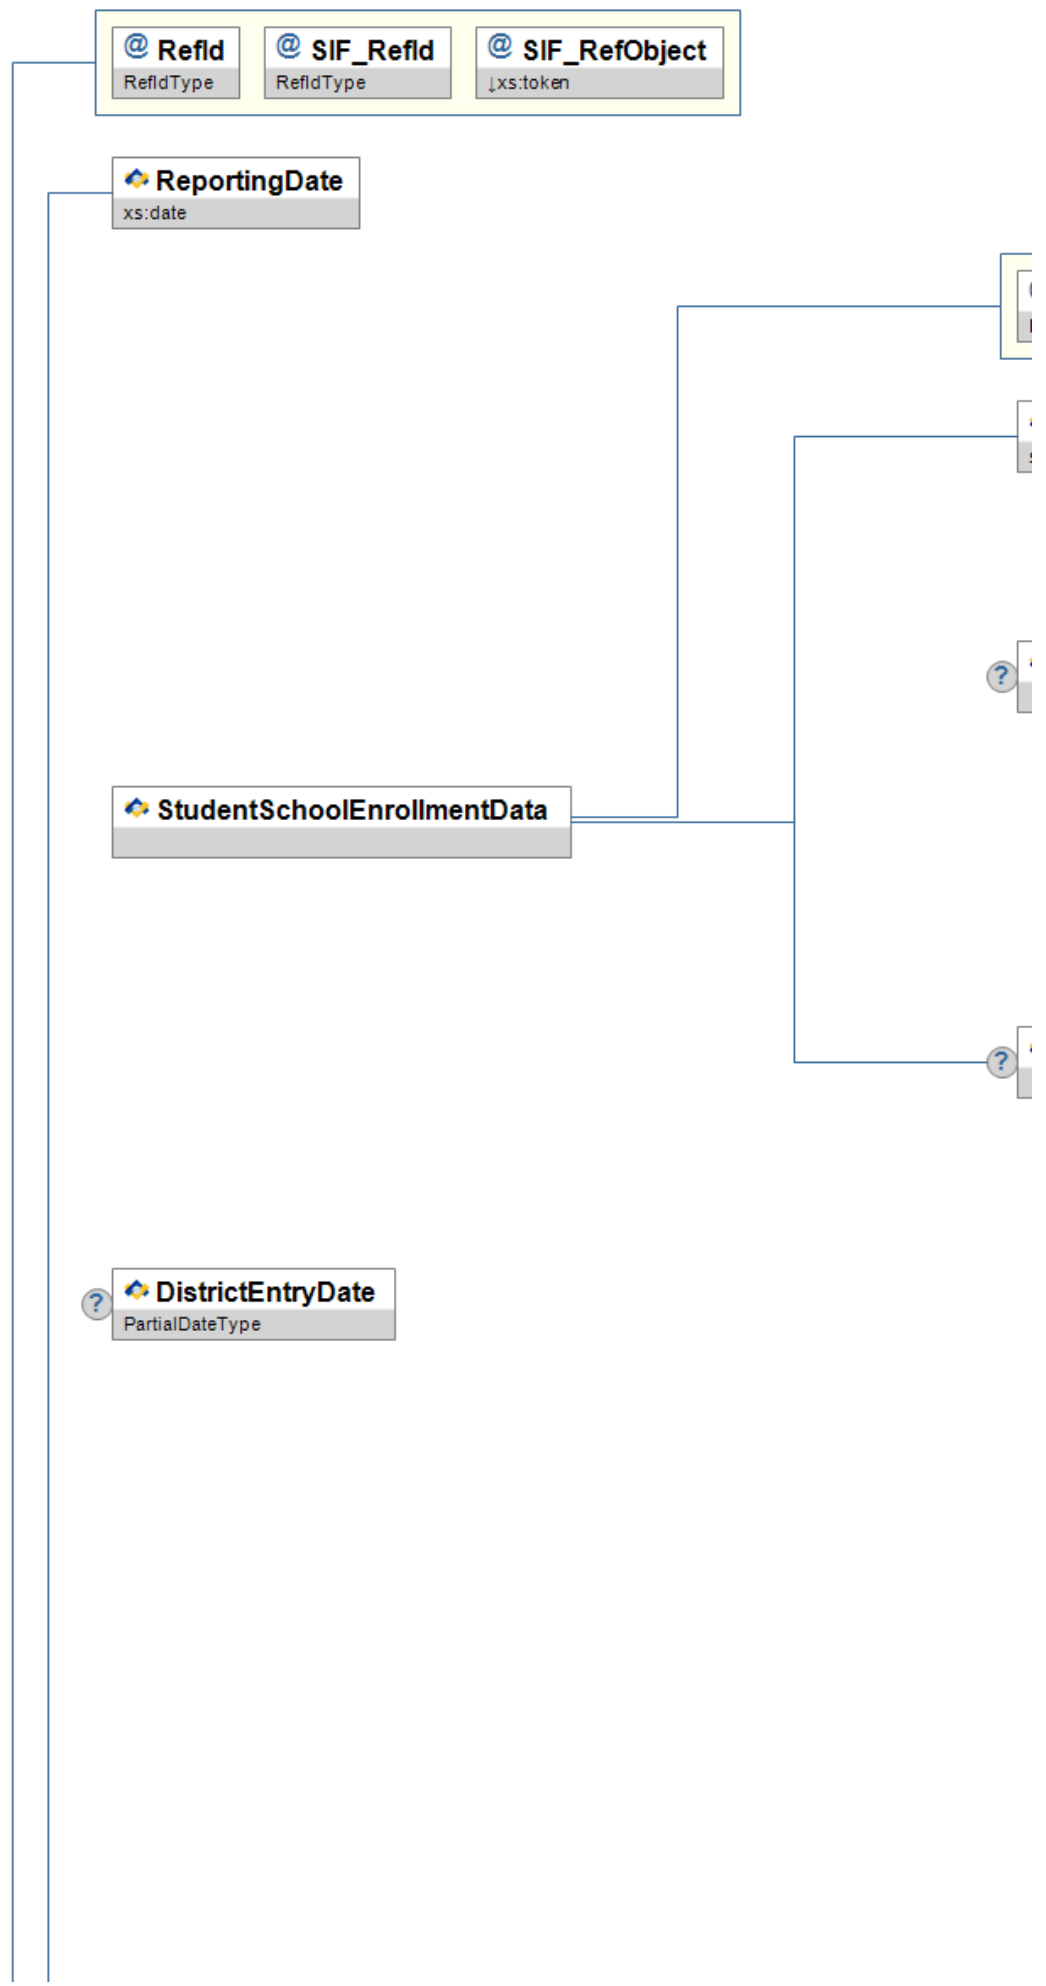 @ RefId
RefIdType
@ SIF_RefId
RefIdType
@ SIF_RefObject
↓xs:token
ReportingDate
xs:date
?
StudentSchoolEnrollmentData
?
? DistrictEntryDate
PartialDateType